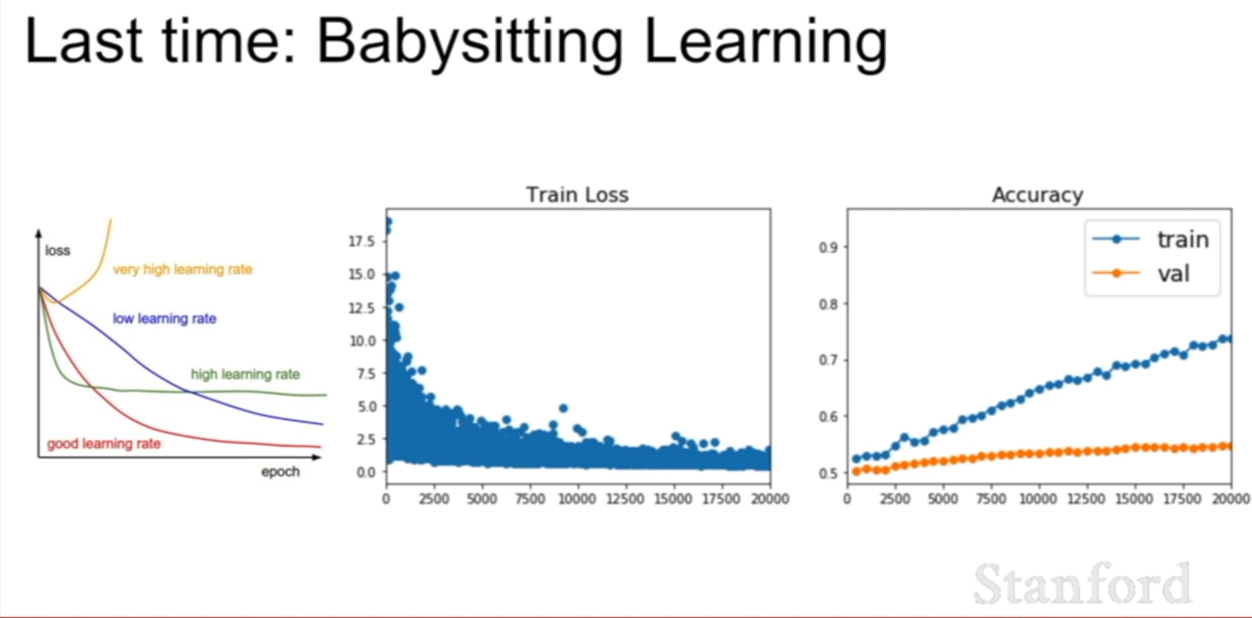 Last time: Babysitting Learning
loss
very high learning rate
low learning rate
high learning rate
good learning rate
epoch
Train Loss
17.5
15.0
12.5
10.0
7.5
5.0
2.5
0.0
0 2500 5000 7500 10000 12500 15000 17500 20000
Accuracy
train
val
0.9
0.8
0.7
0.6
0.5
0 2500 5000 7500 10000 12500 15000 17500 20000
Stanford